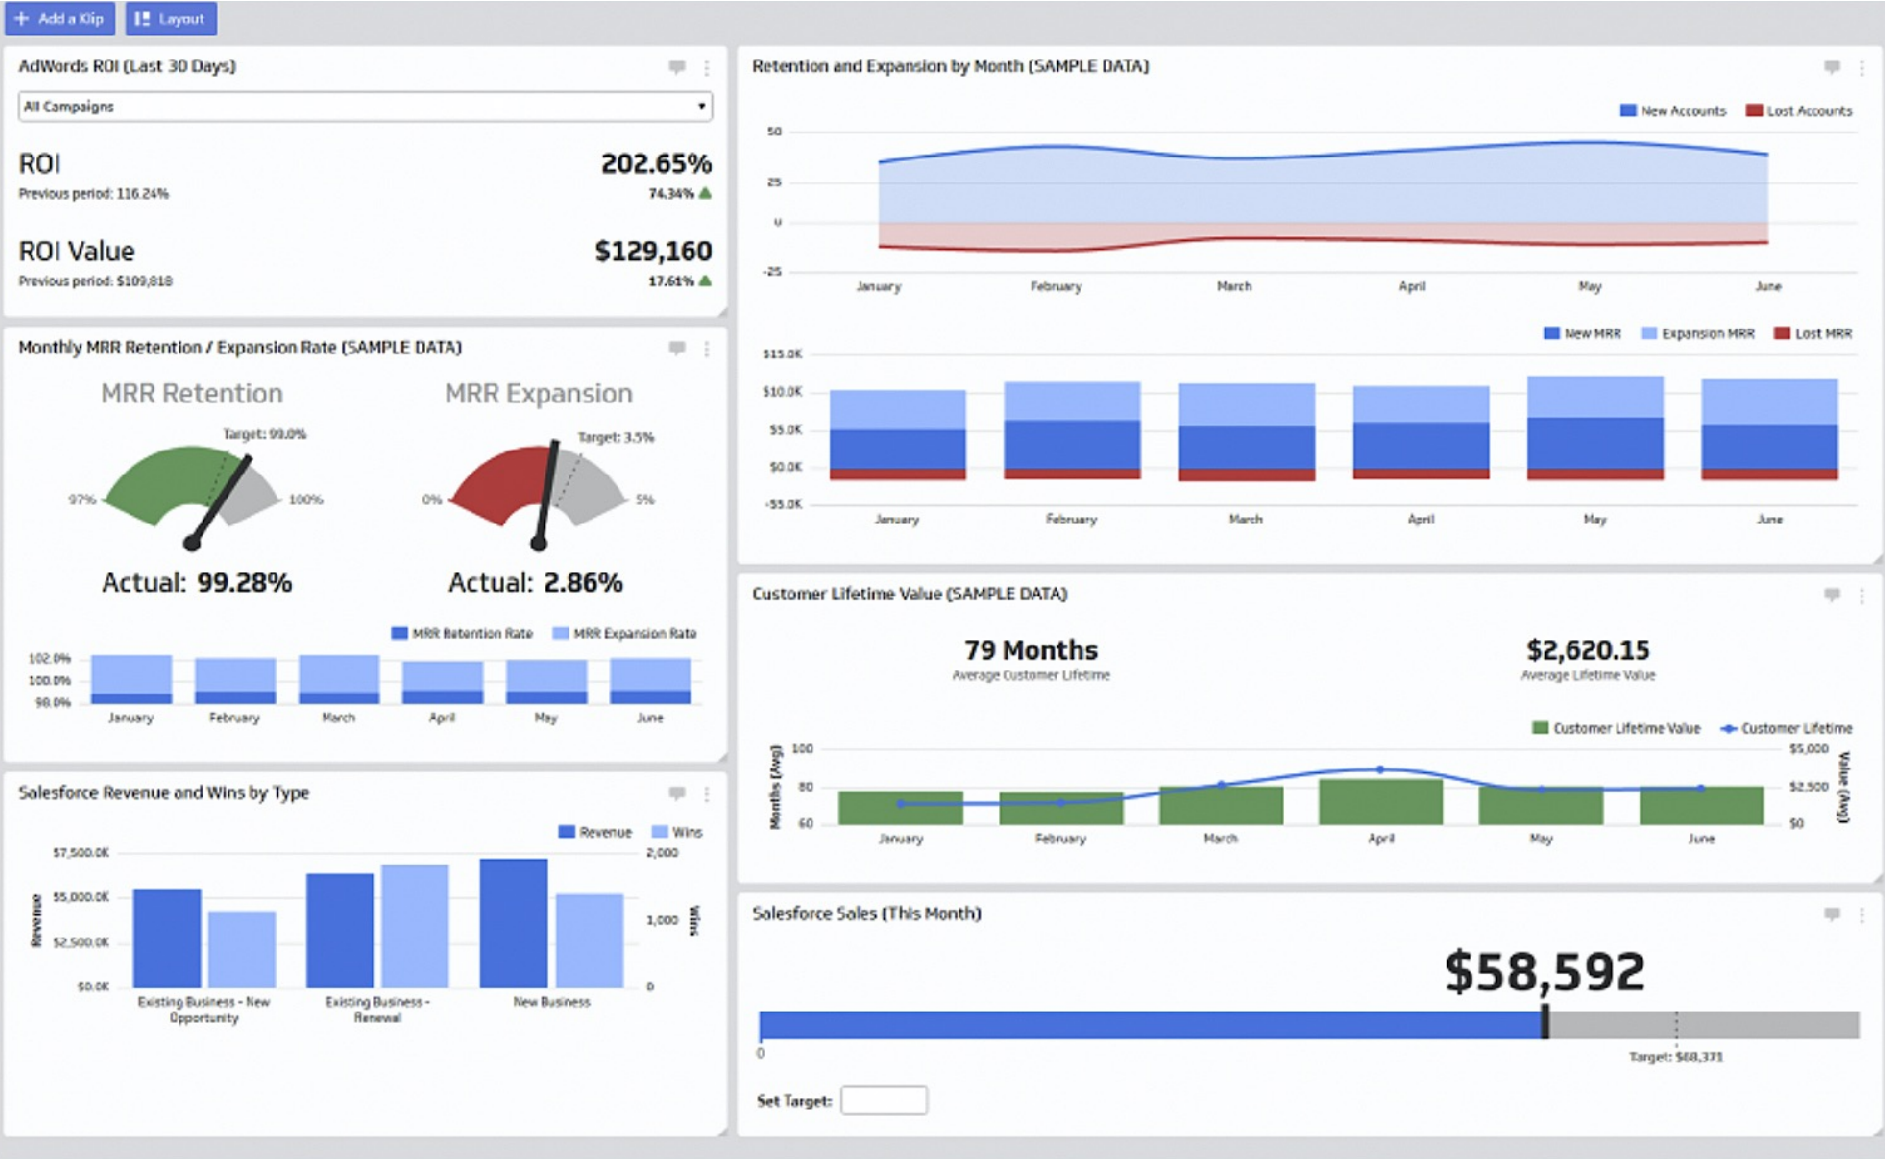 Add a Klip
Layout
AdWords ROI (Last 30 Days)
All Campaigns
ROI
202.65%
Previous period: 116.24%
74.34%
ROI Value
$129,160
Previous period: $109,818
17.61%
Monthly MRR Retention / Expansion Rate (SAMPLE DATA)
MRR Retention
Target: 99.0%
97%
100%
Actual: 99.28%
MRR Expansion
Target: 3.5%
0%
5%
Actual: 2.86%
MRR Retention Rate
MRR Expansion Rate
102.0%
100.0%
98.0%
January
February
March
April
May
June
Salesforce Revenue and Wins by Type
Revenue
Wins
$7,500.0K
$5,000.0K
$2,500.0K
$0.0K
Revenue
2,000
1,000
0
Wins
Existing Business - New
Opportunity
Existing Business -
Renewal
New Business
Retention and Expansion by Month (SAMPLE DATA)
New Accounts
Lost Accounts
50
25
0
-25
January
February
March
April
May
June
New MRR
Expansion MRR
Lost MRR
$15.0K
$10.0K
$5.0K
$0.0K
-$5.0K
January
February
March
April
May
June
Customer Lifetime Value (SAMPLE DATA)
79 Months
Average Customer Lifetime
$2,620.15
Average Lifetime Value
Customer Lifetime Value
Customer Lifetime
Months (Avg)
100
80
60
$5,000
$2,500
$0
Value (Avg)
January
February
March
April
May
June
Salesforce Sales (This Month)
$58,592
0
Target: $68,371
Set Target: